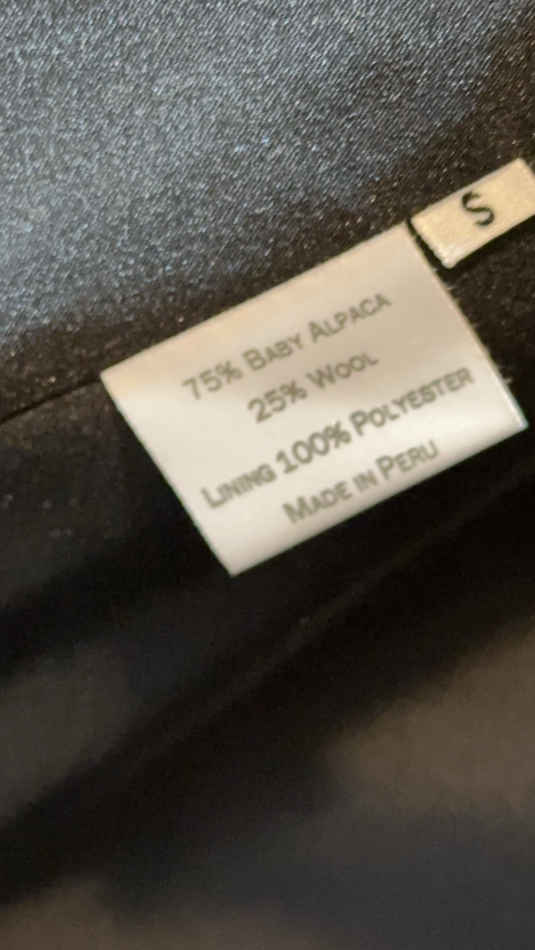 S
75% BABY ALPACA
25% WOOL
LINING 100% POLYESTER
MADE IN PERU